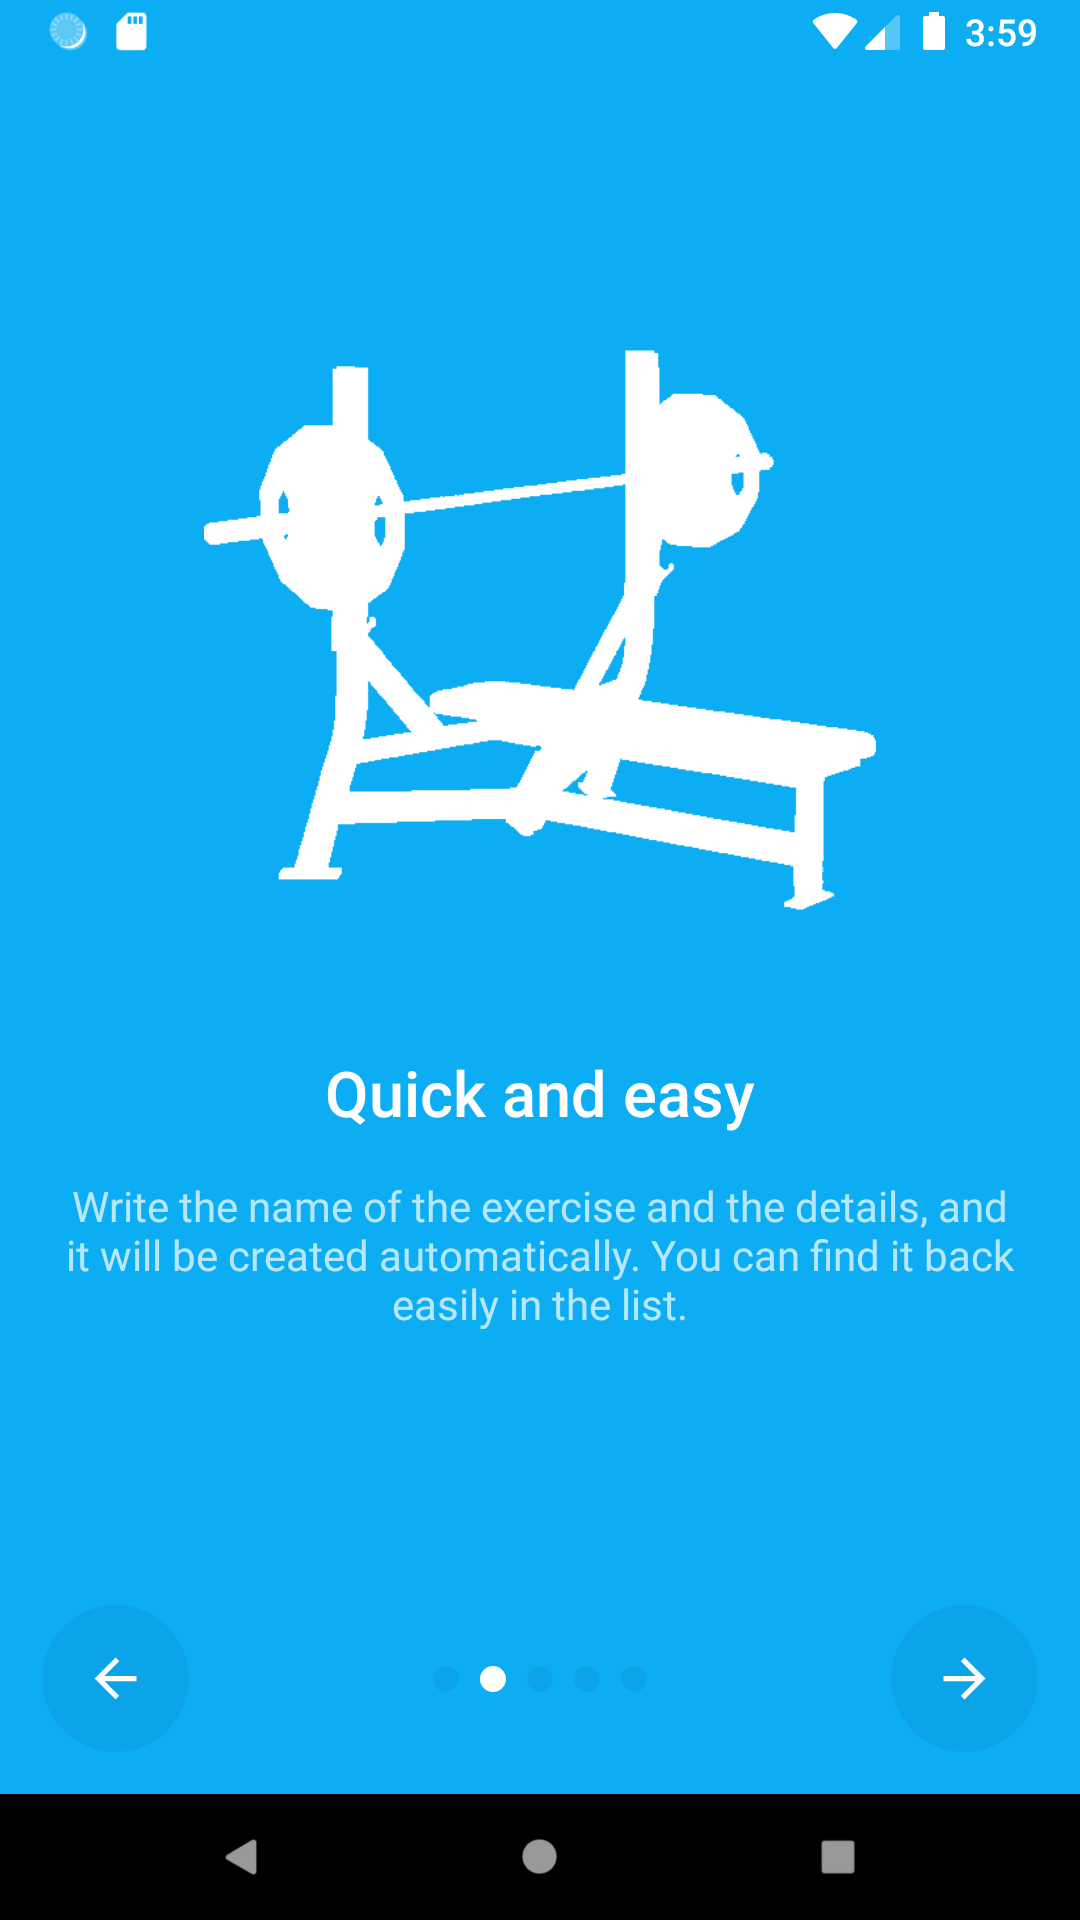 3:59
Quick and easy
Write the name of the exercise and the details, and
it will be created automatically. You can find it back
easily in the list.